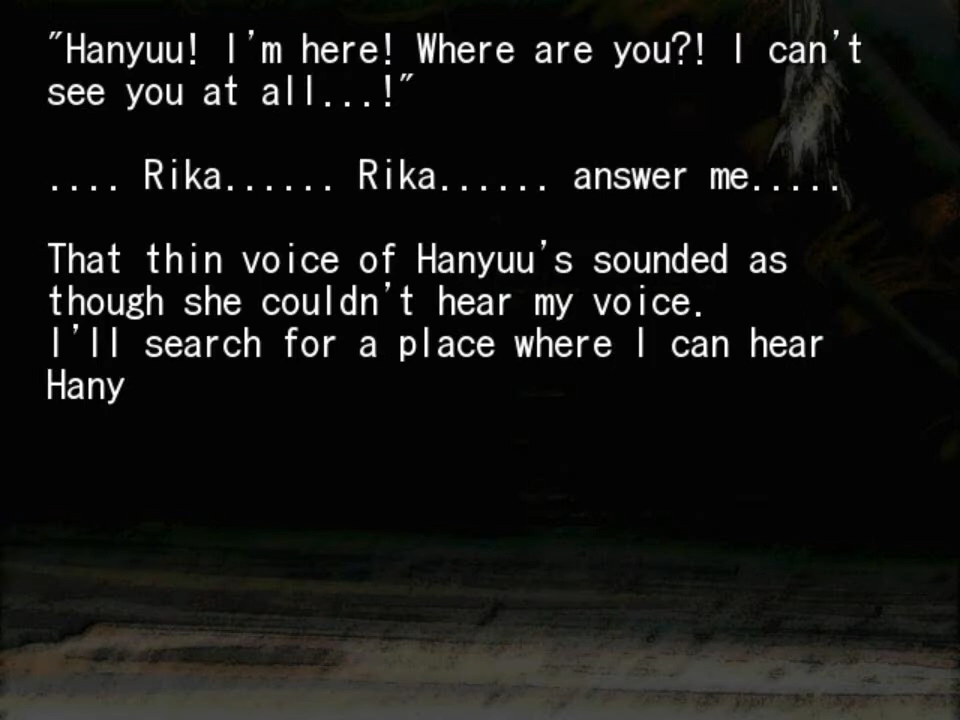 "Hanyuu! I'm here! Where are you?! I can't
see you at all...!"
.... Rika...... Rika...... answer me.....
That thin voice of Hanyuu's sounded as
though she couldn't hear my voice.
I'll search for a place where I can hear
Hany